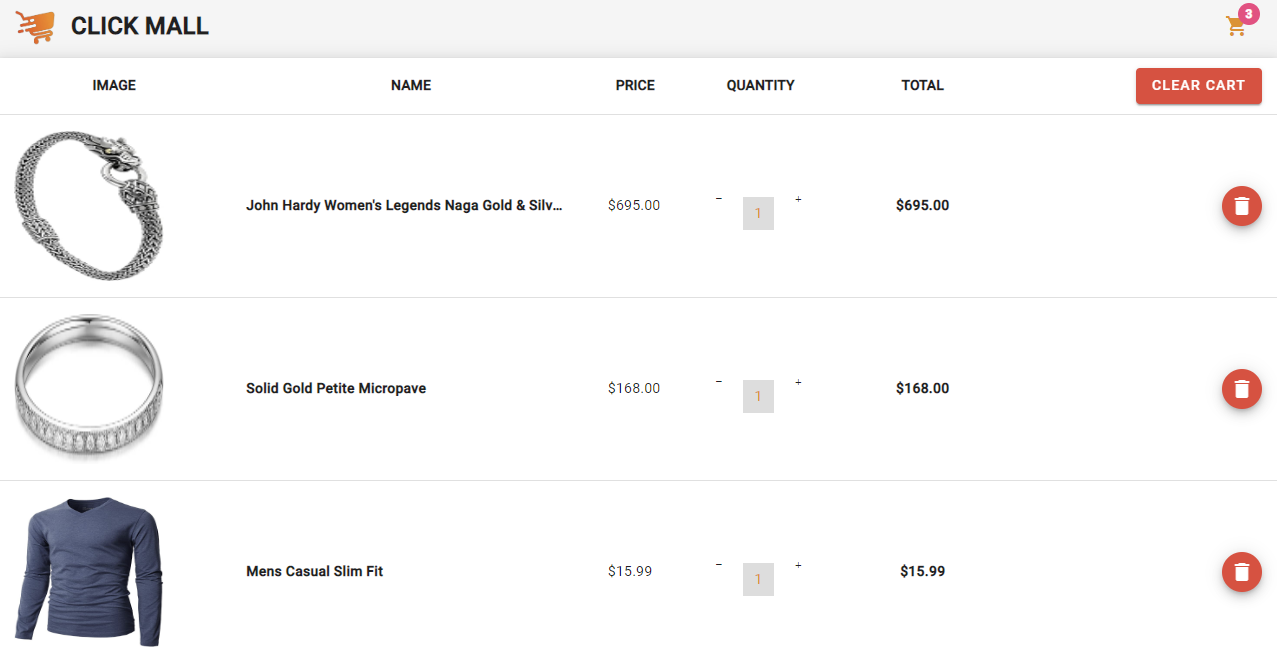 CLICK MALL
3
IMAGE NAME PRICE QUANTITY TOTAL CLEAR CART
John Hardy Women's Legends Naga Gold & Silv... $695.00 − 1 + $695.00
Solid Gold Petite Micropave $168.00 − 1 + $168.00
Mens Casual Slim Fit $15.99 − 1 + $15.99